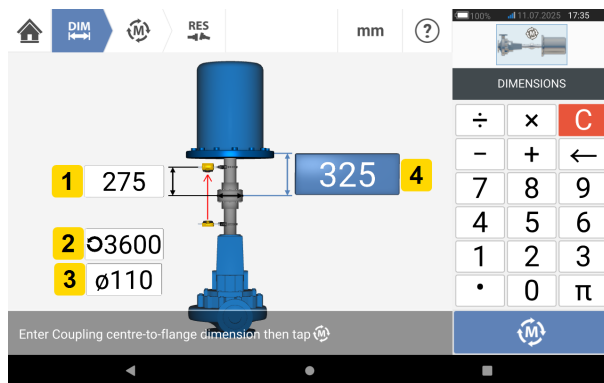 100% 11.07.2025 17:35
DIM
M
RES
mm
?
DIMENSIONS
÷ × C
− + ←
7 8 9
4 5 6
1 2 3
. 0 π
M
1 275
325 4
2 3600
3 ø110
Enter Coupling centre-to-flange dimension then tap M